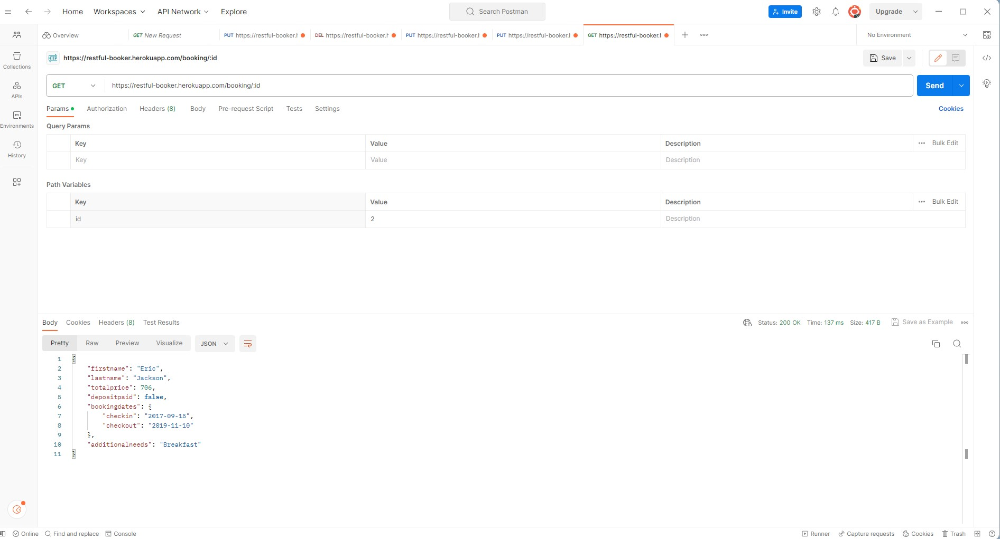 Home Workspaces API Network Explore Search Postman Invite Upgrade
Overview GET New Request PUT https://restful-booker.h DEL https://restful-booker.h PUT https://restful-booker.h PUT https://restful-booker.h GET https://restful-booker.h No Environment
HTTP https://restful-booker.herokuapp.com/booking/:id Save
Collections
GET https://restful-booker.herokuapp.com/booking/:id Send
APIs
Params Authorization Headers (8) Body Pre-request Script Tests Settings Cookies
Environments
Query Params
Key Value Description Bulk Edit
History
Key Value Description
Path Variables
Key Value Description Bulk Edit
id 2 Description
Body Cookies Headers (8) Test Results Status: 200 OK Time: 137 ms Size: 417 B Save as Example
Pretty Raw Preview Visualize JSON
1 {
2 "firstname": "Eric",
3 "lastname": "Jackson",
4 "totalprice": 706,
5 "depositpaid": false,
6 "bookingdates": {
7 "checkin": "2017-09-15",
8 "checkout": "2019-11-10"
9 },
10 "additionalneeds": "Breakfast"
11 }
Online Find and replace Console Runner Capture requests Cookies Trash